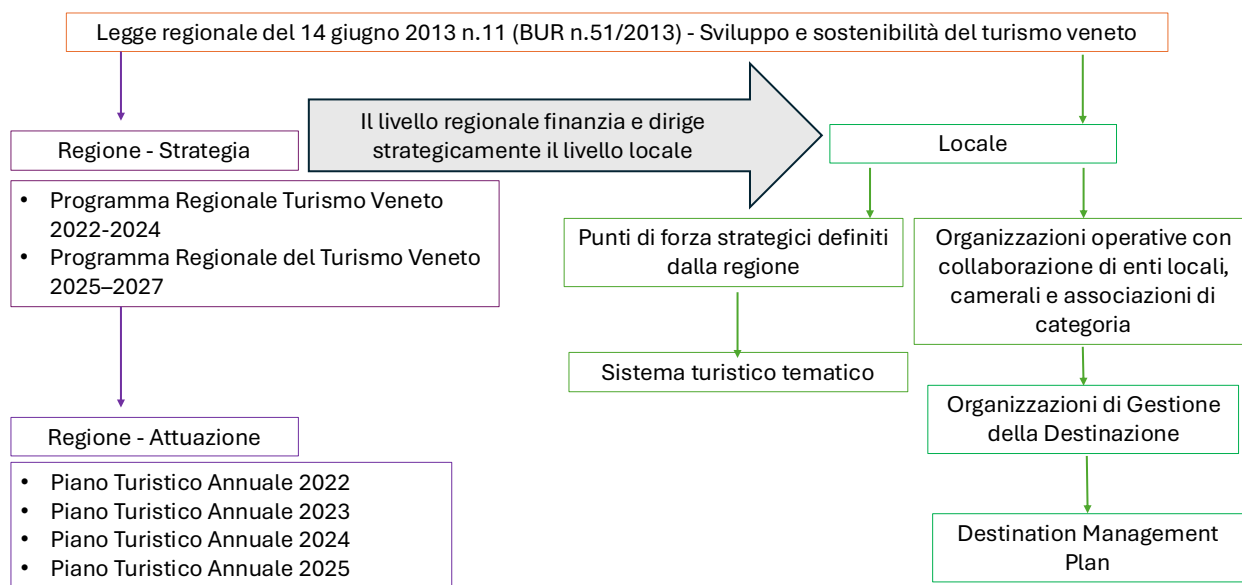 Legge regionale del 14 giugno 2013 n.11 (BUR n.51/2013) - Sviluppo e sostenibilità del turismo veneto
Il livello regionale finanzia e dirige
strategicamente il livello locale
Regione - Strategia
Locale
• Programma Regionale Turismo Veneto
2022-2024
• Programma Regionale del Turismo Veneto
2025–2027
Punti di forza strategici definiti
dalla regione
Organizzazioni operative con
collaborazione di enti locali,
camerali e associazioni di
categoria
Sistema turistico tematico
Organizzazioni di Gestione
della Destinazione
Regione - Attuazione
• Piano Turistico Annuale 2022
• Piano Turistico Annuale 2023
• Piano Turistico Annuale 2024
• Piano Turistico Annuale 2025
Destination Management
Plan